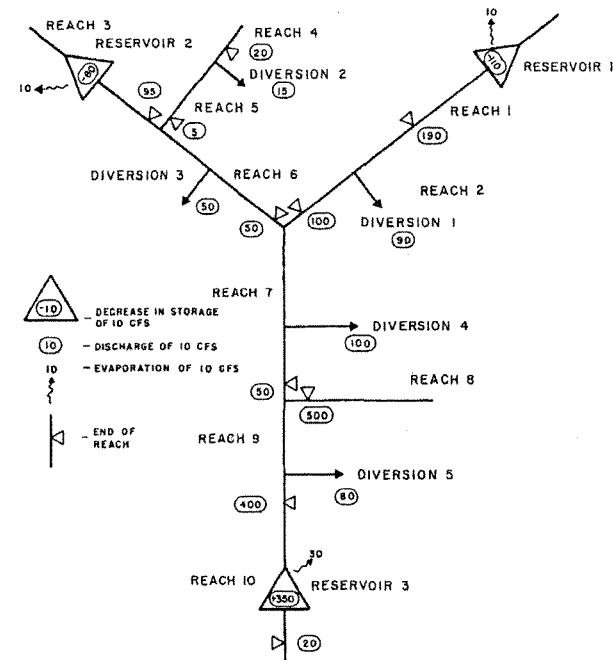 REACH 3
RESERVOIR 2
REACH 4
10
20
-80
10
DIVERSION 2
15
-110
RESERVOIR 1
95
REACH 5
5
REACH 1
190
DIVERSION 3
REACH 6
REACH 2
50
50
100
DIVERSION 1
90
REACH 7
-10
- DECREASE IN STORAGE
OF 10 CFS
DIVERSION 4
100
10
- DISCHARGE OF 10 CFS
10
- EVAPORATION OF 10 CFS
REACH 8
50
500
- END OF
REACH
REACH 9
DIVERSION 5
80
400
30
REACH 10
RESERVOIR 3
+350
20